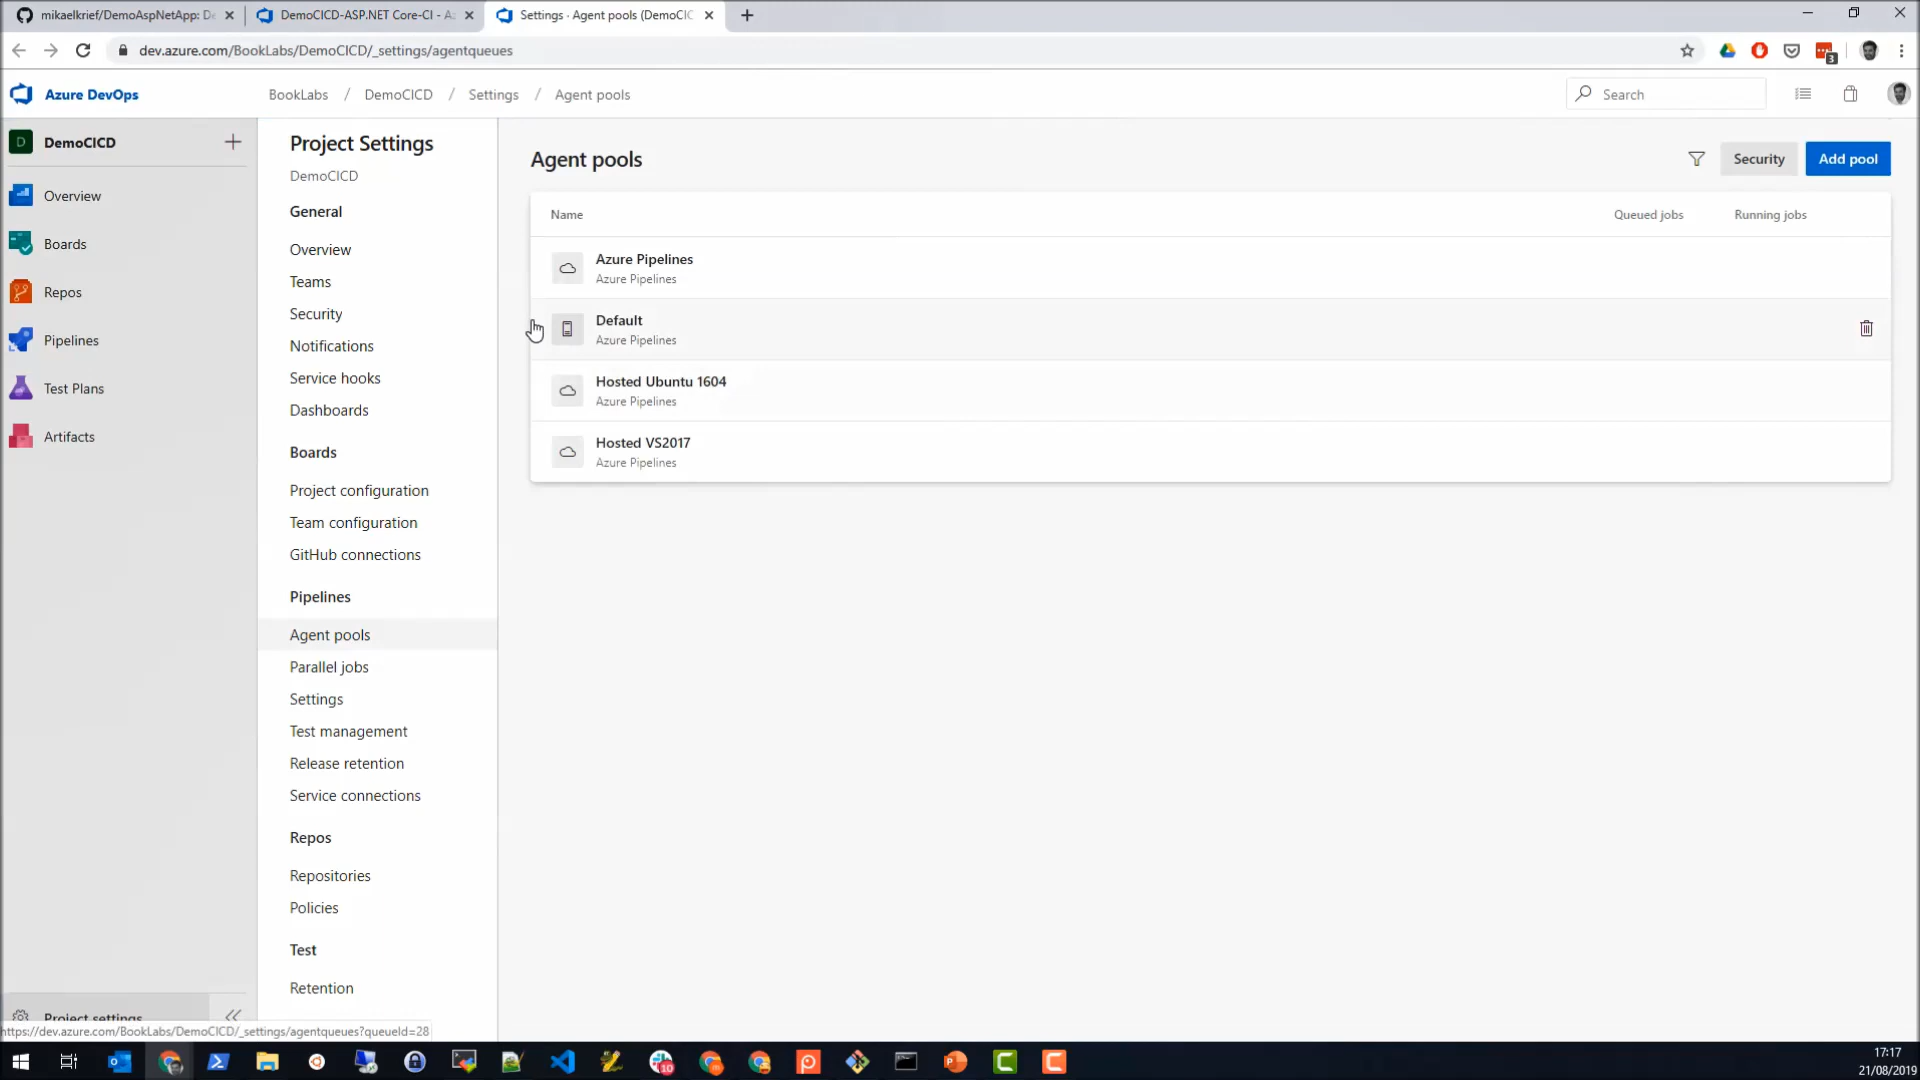 mikaelkrief/DemoAspNetApp: De
DemoCICD-ASP.NET Core-CI - Az
Settings · Agent pools (DemoCIC
dev.azure.com/BookLabs/DemoCICD/_settings/agentqueues
3
Azure DevOps
BookLabs / DemoCICD / Settings / Agent pools
Search
D DemoCICD
Overview
Boards
Repos
Pipelines
Test Plans
Artifacts
Project settings
https://dev.azure.com/BookLabs/DemoCICD/_settings/agentqueues?queueId=28
Project Settings
DemoCICD
General
Overview
Teams
Security
Notifications
Service hooks
Dashboards
Boards
Project configuration
Team configuration
GitHub connections
Pipelines
Agent pools
Parallel jobs
Settings
Test management
Release retention
Service connections
Repos
Repositories
Policies
Test
Retention
Agent pools
Security
Add pool
Name Queued jobs Running jobs
Azure Pipelines
Azure Pipelines
Default
Azure Pipelines
Hosted Ubuntu 1604
Azure Pipelines
Hosted VS2017
Azure Pipelines
10
17:17
21/08/2019